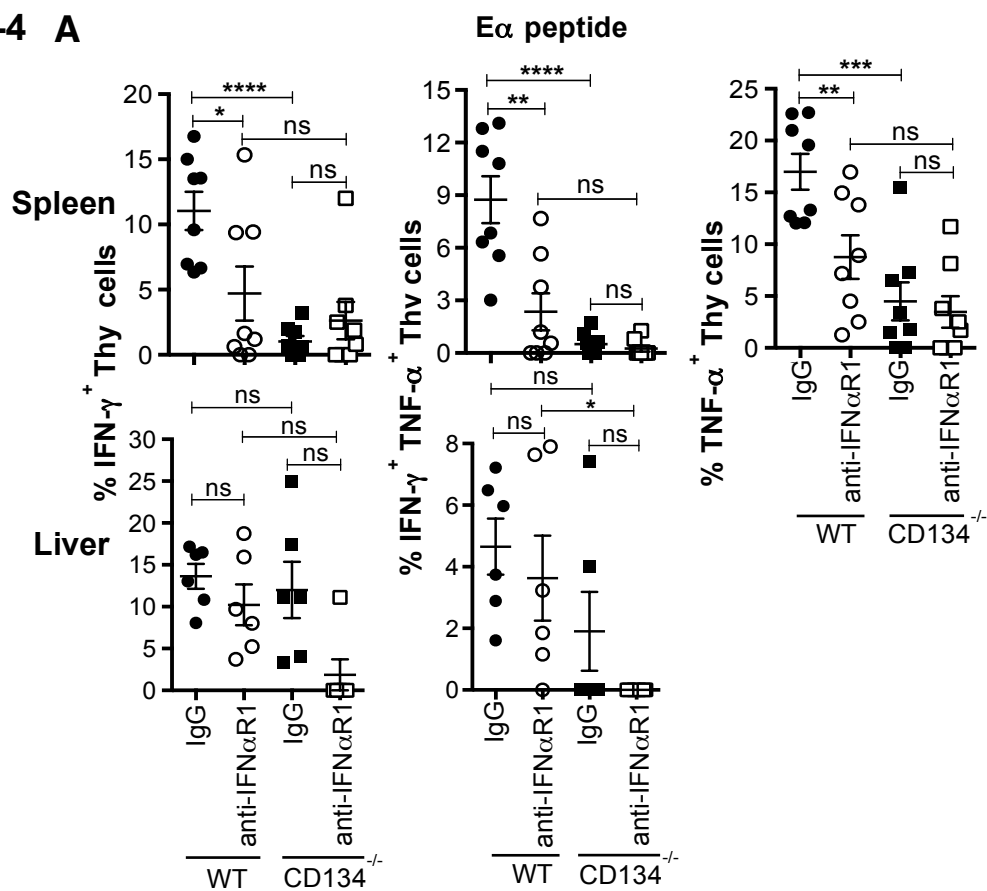 -4 A
Eα peptide
Spleen
% IFN-γ+ Thy cells
20
15
10
5
0
****
*
ns
ns
% IFN-γ+ TNF-α+ Thy cells
15
12
9
6
3
0
****
**
ns
ns
% TNF-α+ Thy cells
25
20
15
10
5
0
***
**
ns
ns
IgG
anti-IFNαR1
IgG
anti-IFNαR1
WT
CD134-/-
Liver
30
25
20
15
10
5
0
ns
ns
ns
ns
IgG
anti-IFNαR1
IgG
anti-IFNαR1
WT
CD134-/-
8
6
4
2
0
ns
*
ns
ns
IgG
anti-IFNαR1
IgG
anti-IFNαR1
WT
CD134-/-